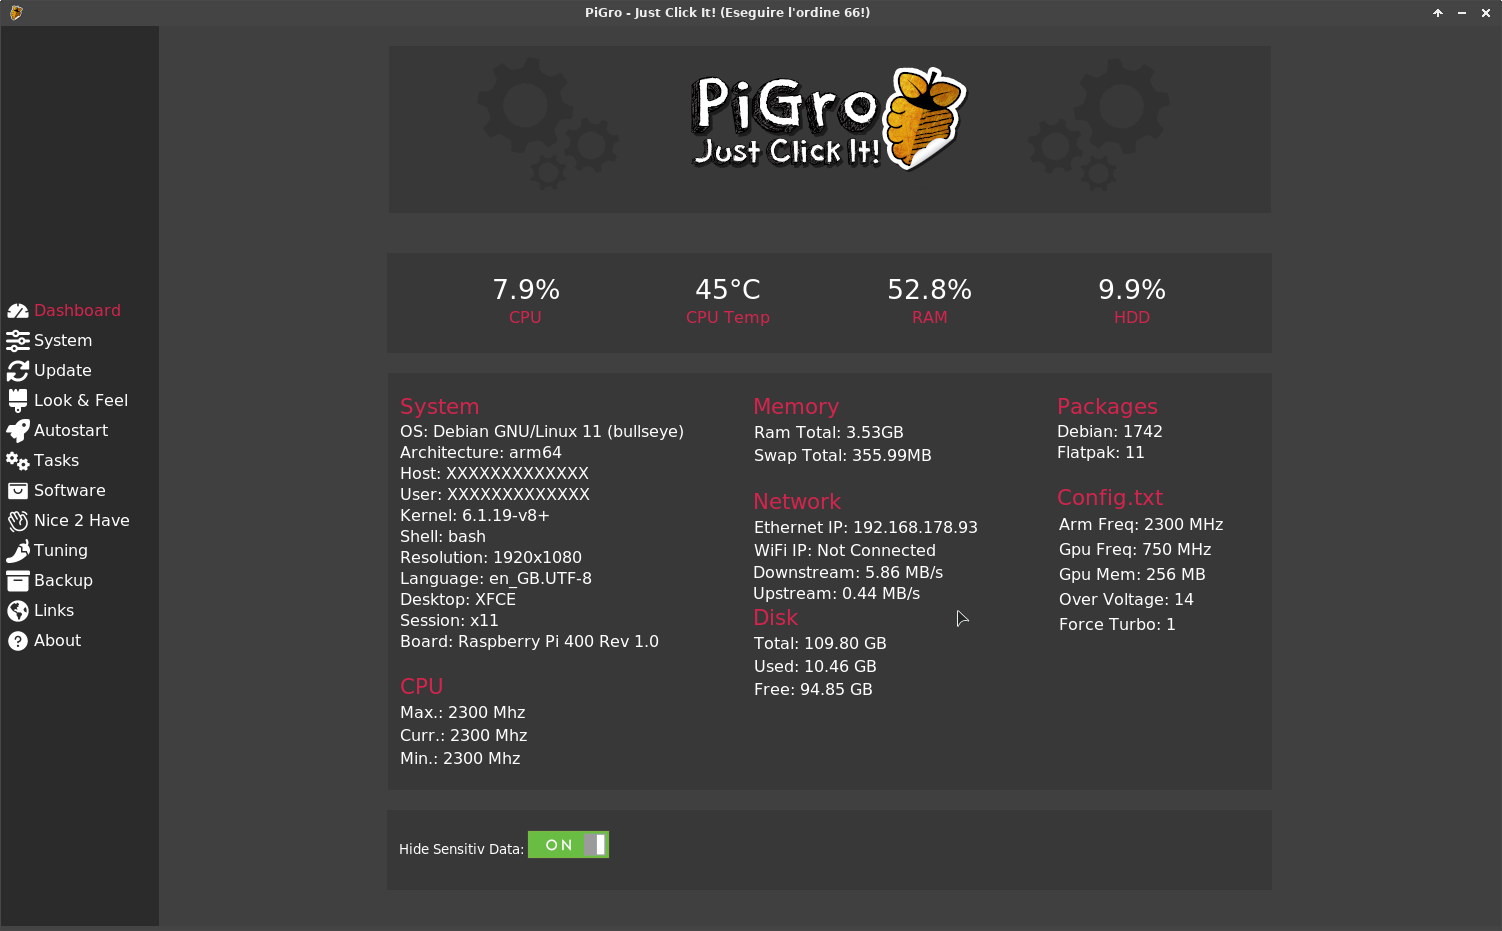 PiGro - Just Click It! (Eseguire l'ordine 66!)
PiGro
Just Click It!
Dashboard
System
Update
Look & Feel
Autostart
Tasks
Software
Nice 2 Have
Tuning
Backup
Links
About
7.9%
CPU
45°C
CPU Temp
52.8%
RAM
9.9%
HDD
System
OS: Debian GNU/Linux 11 (bullseye)
Architecture: arm64
Host: XXXXXXXXXXXXX
User: XXXXXXXXXXXXX
Kernel: 6.1.19-v8+
Shell: bash
Resolution: 1920x1080
Language: en_GB.UTF-8
Desktop: XFCE
Session: x11
Board: Raspberry Pi 400 Rev 1.0
CPU
Max.: 2300 Mhz
Curr.: 2300 Mhz
Min.: 2300 Mhz
Memory
Ram Total: 3.53GB
Swap Total: 355.99MB
Network
Ethernet IP: 192.168.178.93
WiFi IP: Not Connected
Downstream: 5.86 MB/s
Upstream: 0.44 MB/s
Disk
Total: 109.80 GB
Used: 10.46 GB
Free: 94.85 GB
Packages
Debian: 1742
Flatpak: 11
Config.txt
Arm Freq: 2300 MHz
Gpu Freq: 750 MHz
Gpu Mem: 256 MB
Over Voltage: 14
Force Turbo: 1
Hide Sensitiv Data: ON